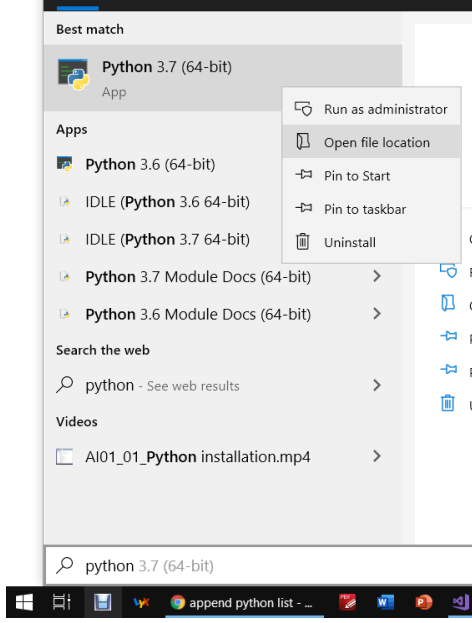 Best match
Python 3.7 (64-bit)
App
Run as administrator
Apps
Open file location
Python 3.6 (64-bit)
Pin to Start
IDLE (Python 3.6 64-bit)
Pin to taskbar
IDLE (Python 3.7 64-bit)
Uninstall
Python 3.7 Module Docs (64-bit)
Python 3.6 Module Docs (64-bit)
Search the web
python - See web results
Videos
AI01_01_Python installation.mp4
python 3.7 (64-bit)
append python list - ...